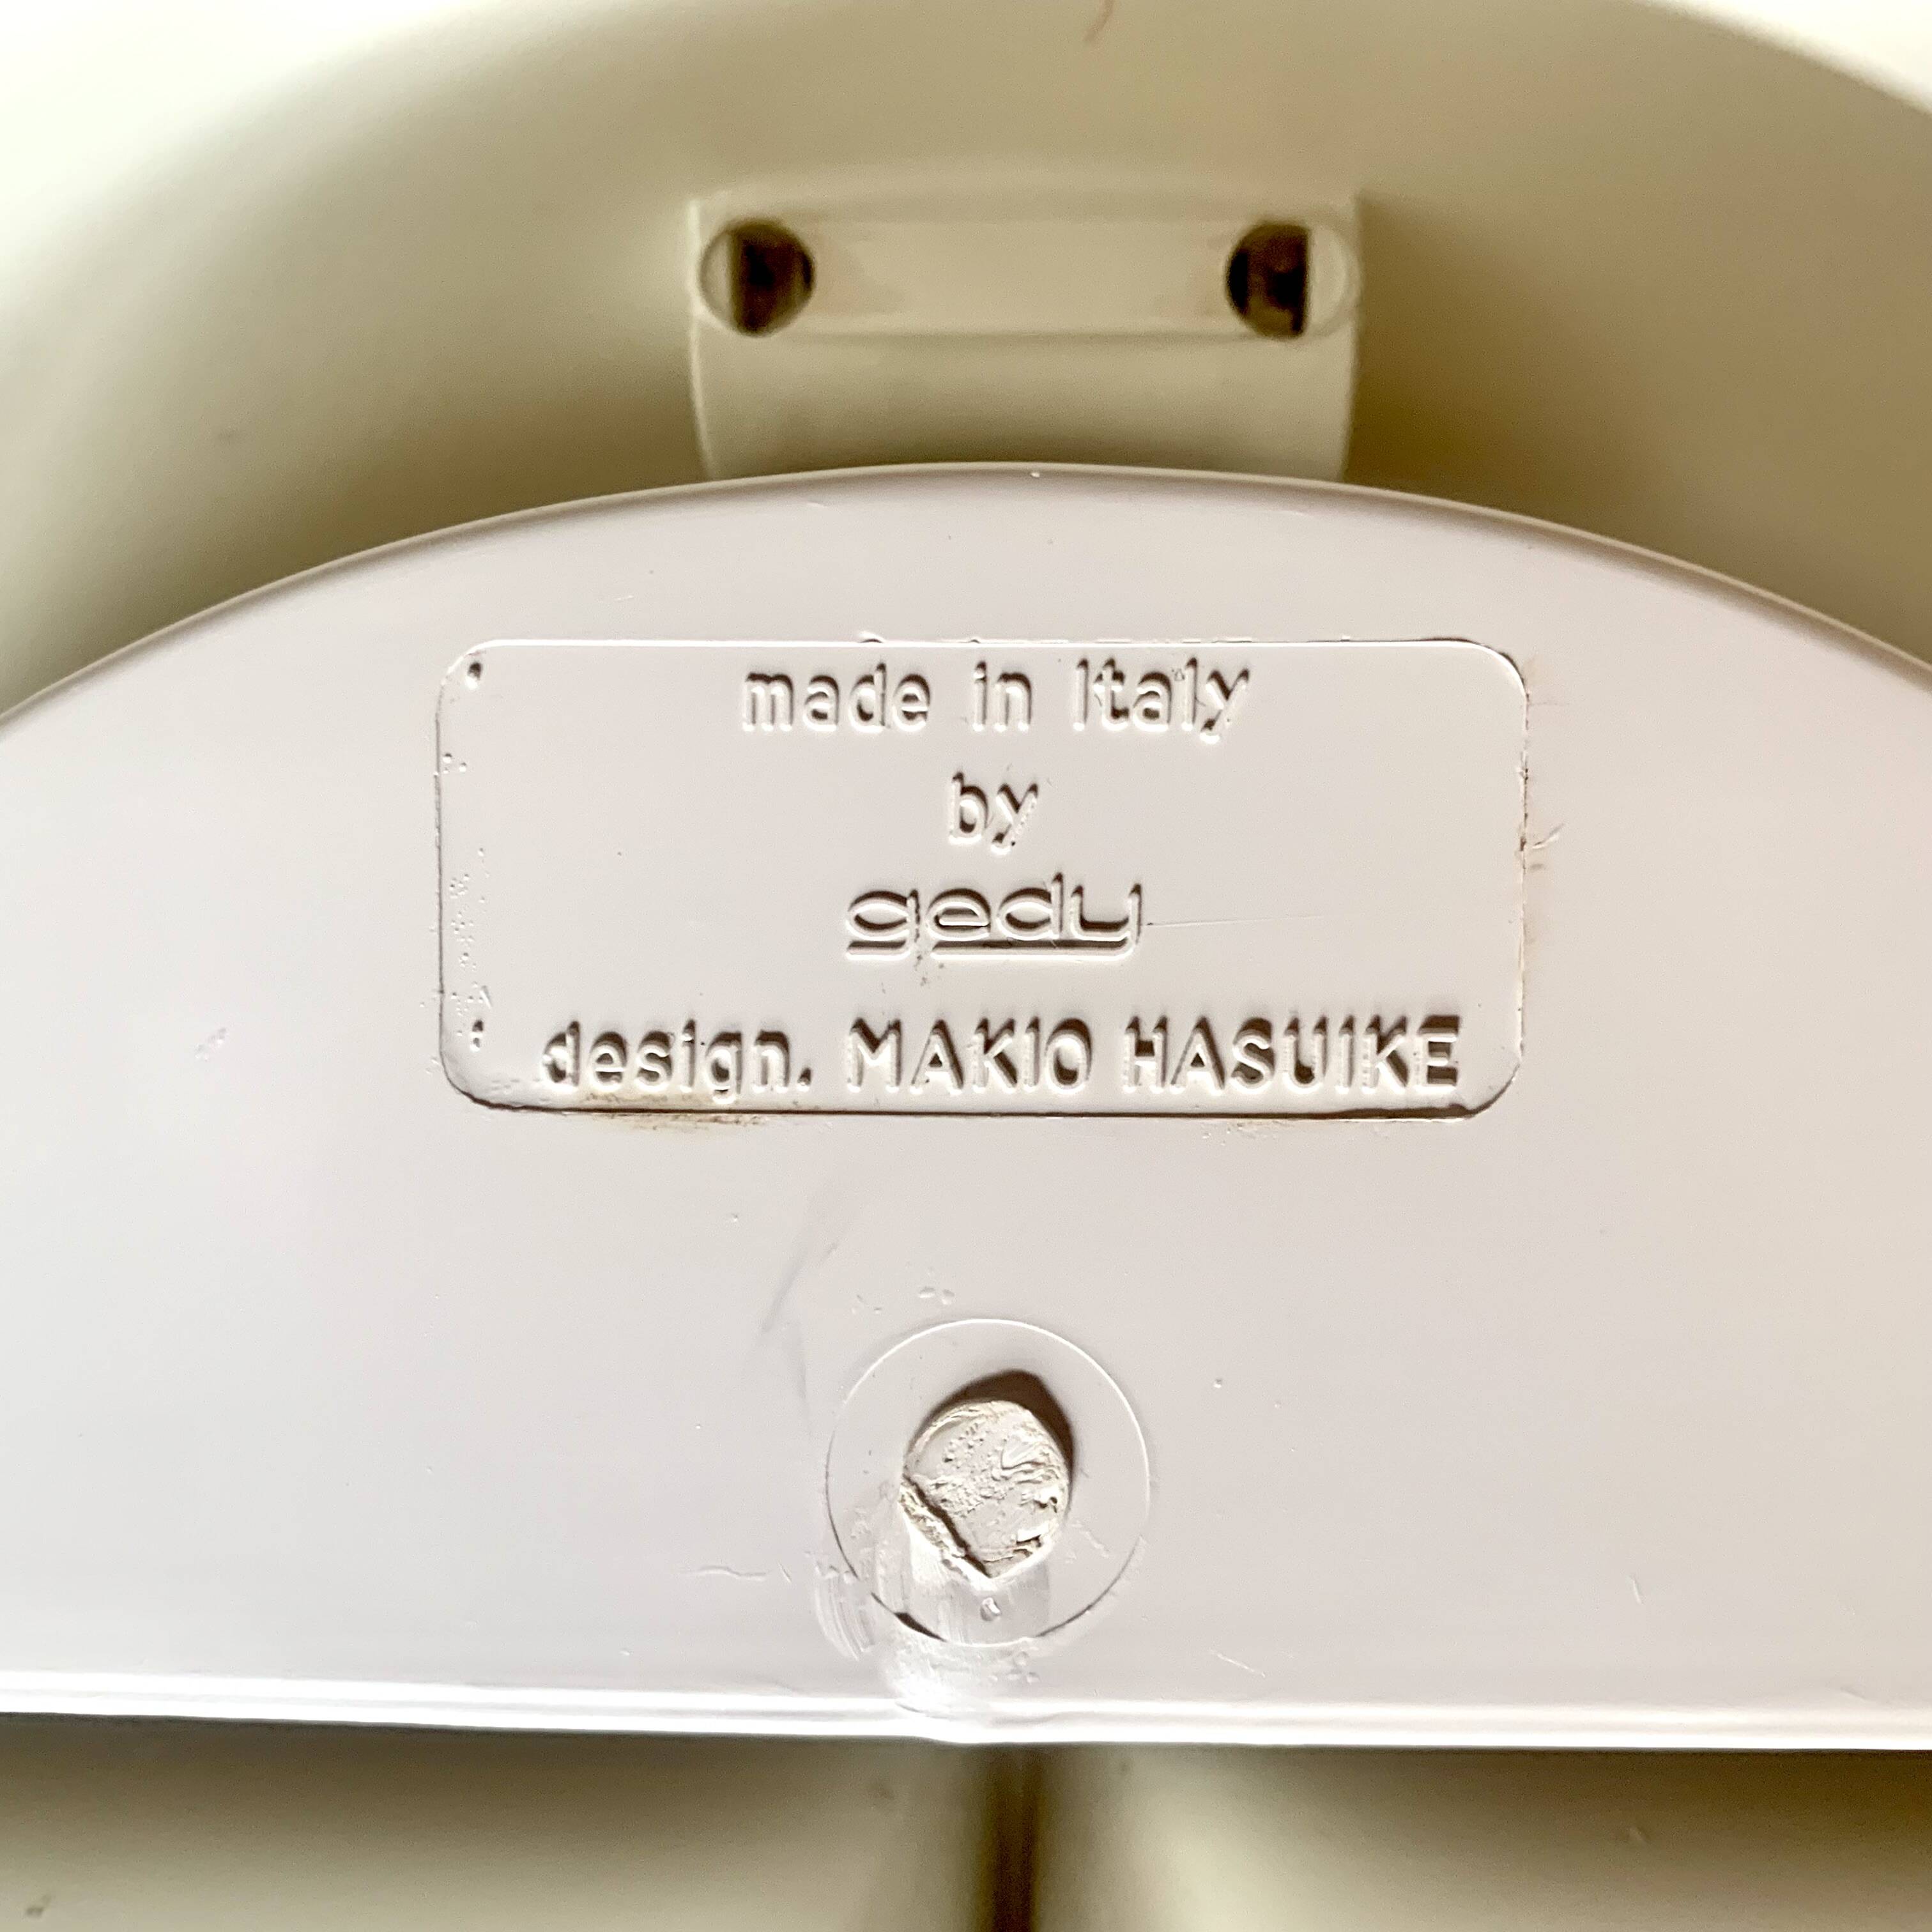 made in Italy
by
gedy
design. MAKIO HASUIKE